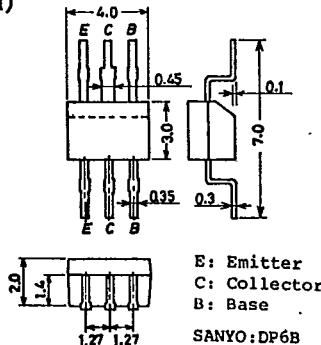 4.0
E C B
0.45
0.1
3.0
7.0
0.35
0.3
E C B
2.0
1.4
1.27 1.27
E: Emitter
C: Collector
B: Base
SANYO:DP6B